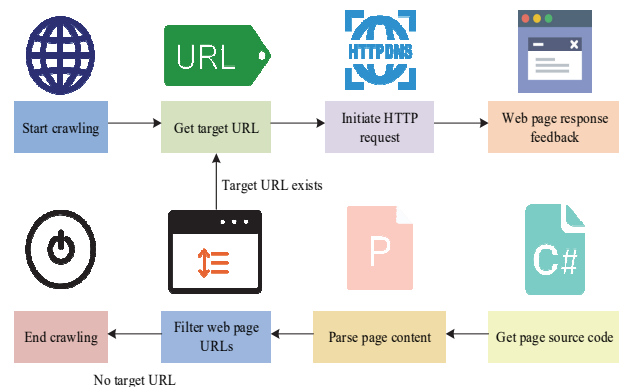 URL
HTTPDNS
Start crawling
Get target URL
Initiate HTTP
request
Web page response
feedback
Target URL exists
P
C#
End crawling
Filter web page
URLs
Parse page content
Get page source code
No target URL